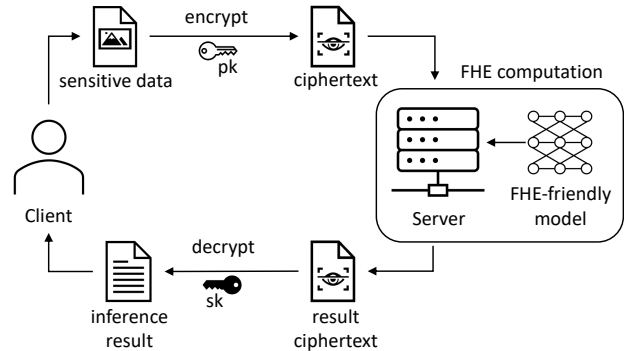 encrypt
pk
sensitive data
ciphertext
FHE computation
Client
Server
FHE-friendly
model
decrypt
sk
inference
result
result
ciphertext